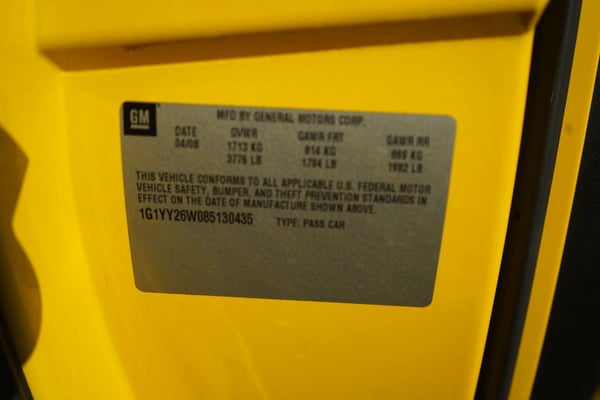 GM
MFD BY GENERAL MOTORS CORP.
DATE GVWR GAWR FRT GAWR RR
04/08 1713 KG 814 KG 899 KG
3776 LB 1794 LB 1982 LB
THIS VEHICLE CONFORMS TO ALL APPLICABLE U.S. FEDERAL MOTOR
VEHICLE SAFETY, BUMPER, AND THEFT PREVENTION STANDARDS IN
EFFECT ON THE DATE OF MANUFACTURE SHOWN ABOVE.
1G1YY26W085130435 TYPE: PASS CAR